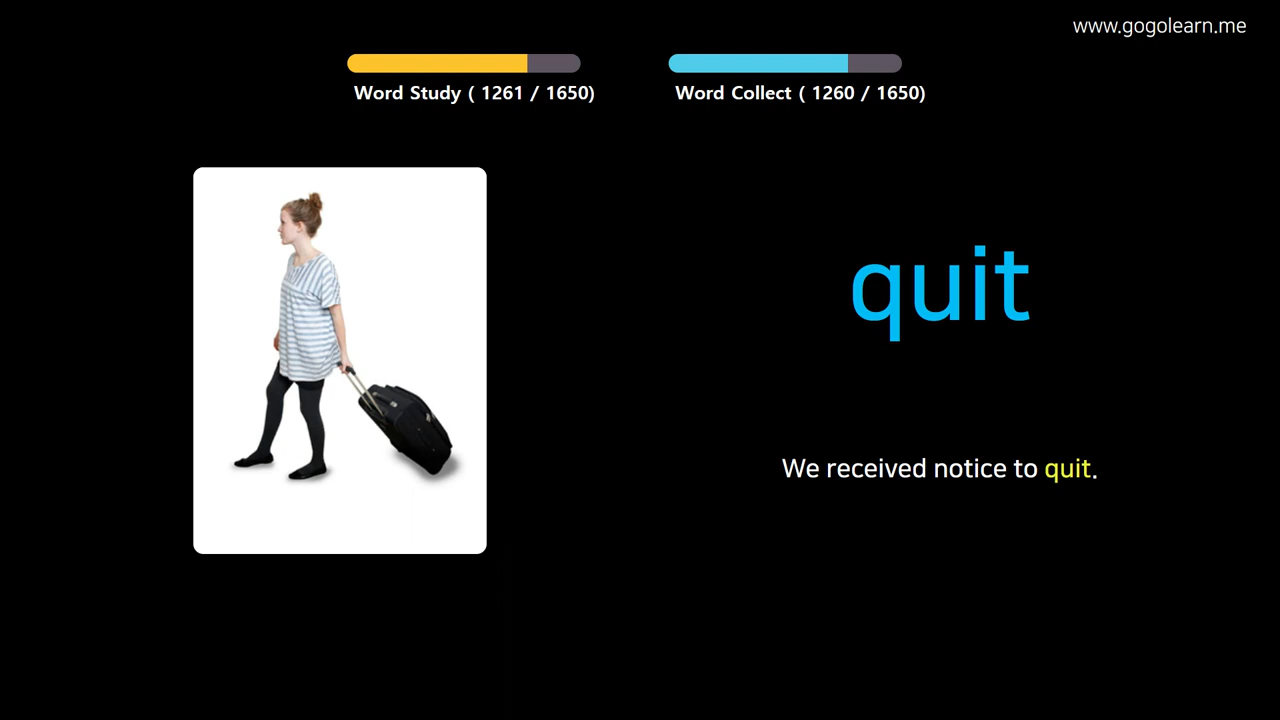 www.gogolearn.me
Word Study ( 1261 / 1650)
Word Collect ( 1260 / 1650)
quit
We received notice to quit.